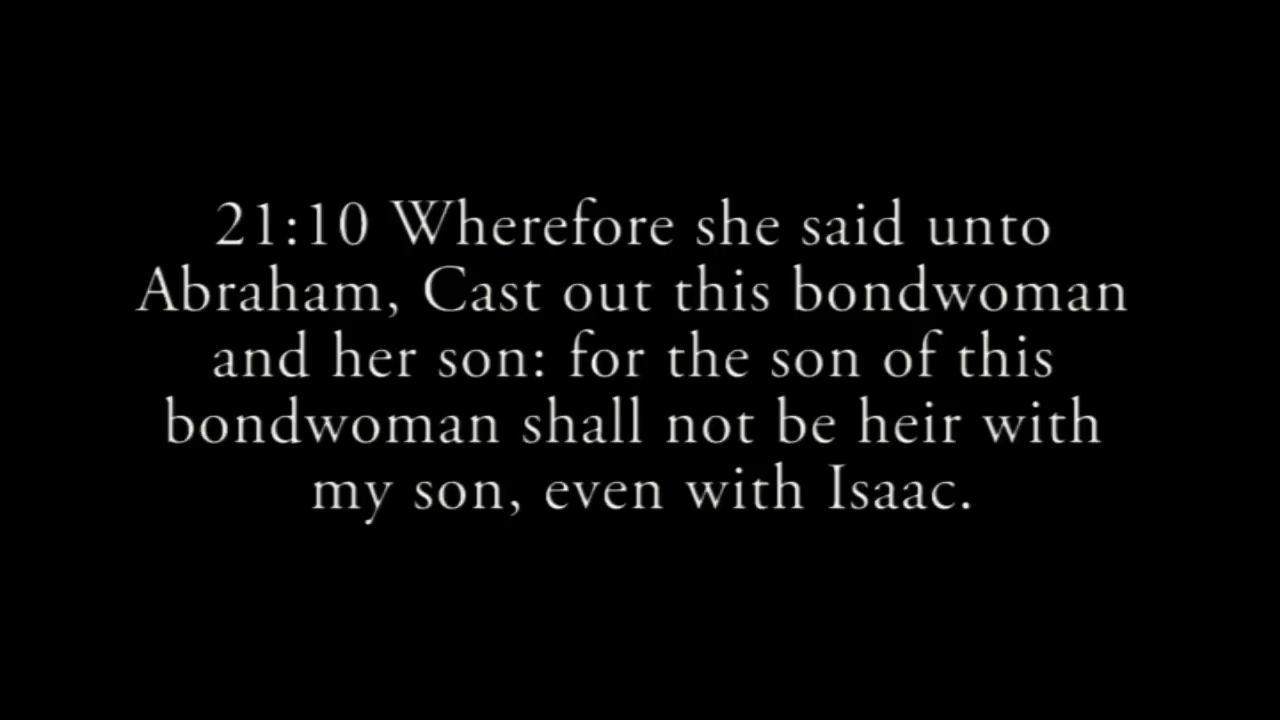 21:10 Wherefore she said unto
Abraham, Cast out this bondwoman
and her son: for the son of this
bondwoman shall not be heir with
my son, even with Isaac.